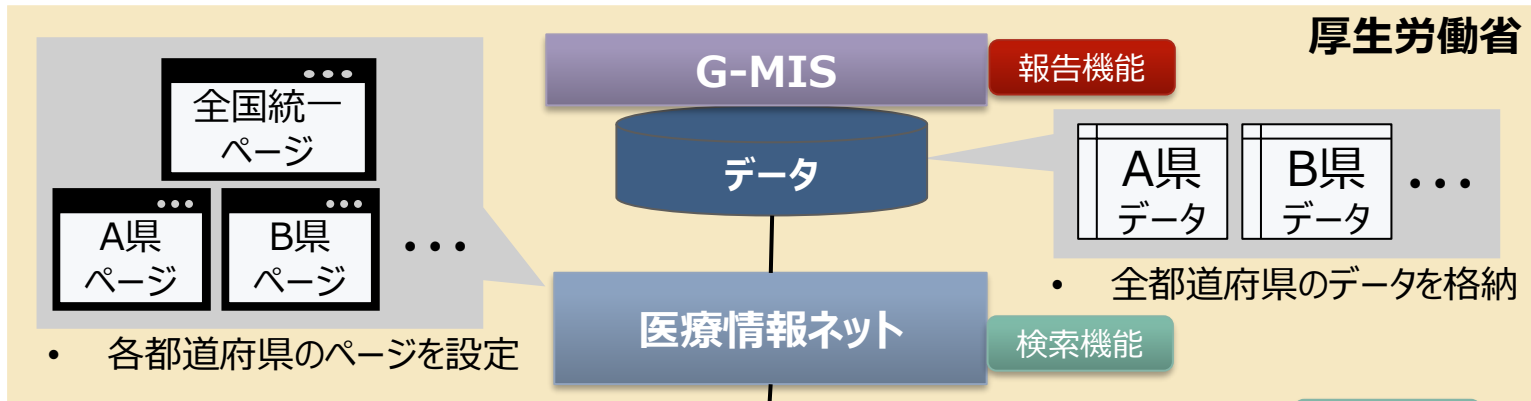 厚生労働省
G-MIS
報告機能
全国統一
ページ
データ
A県
データ
B県
データ
・・・
A県
ページ
B県
ページ
・・・
• 全都道府県のデータを格納
医療情報ネット
検索機能
• 各都道府県のページを設定